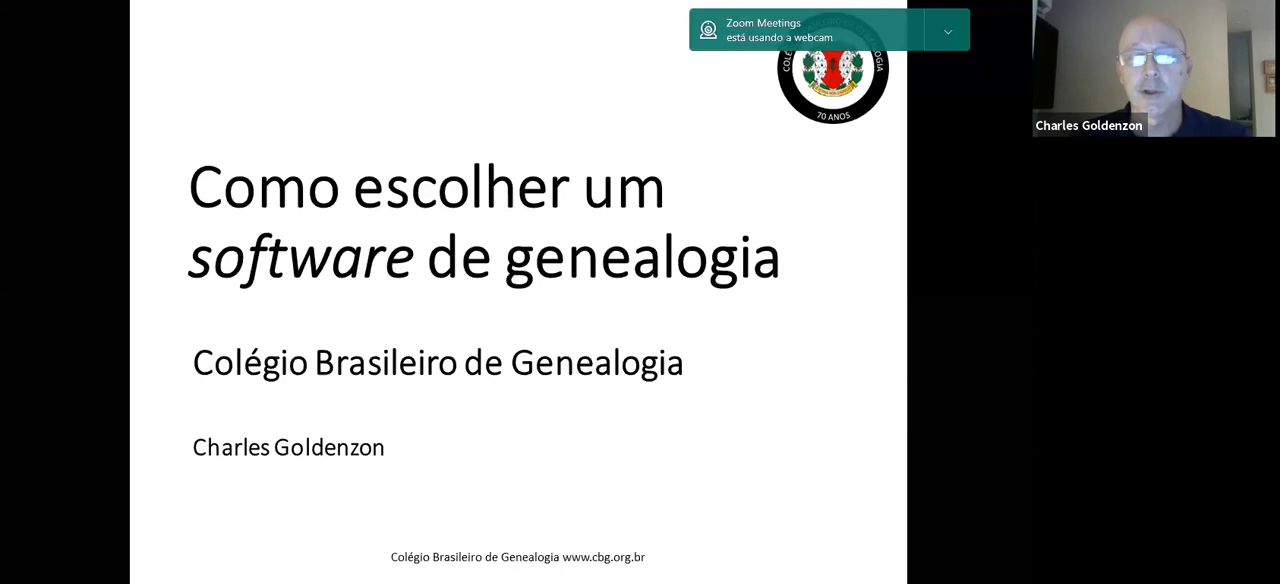 Zoom Meetings
está usando a webcam
70 ANOS
Charles Goldenzon
Como escolher um
software de genealogia
Colégio Brasileiro de Genealogia
Charles Goldenzon
Colégio Brasileiro de Genealogia www.cbg.org.br